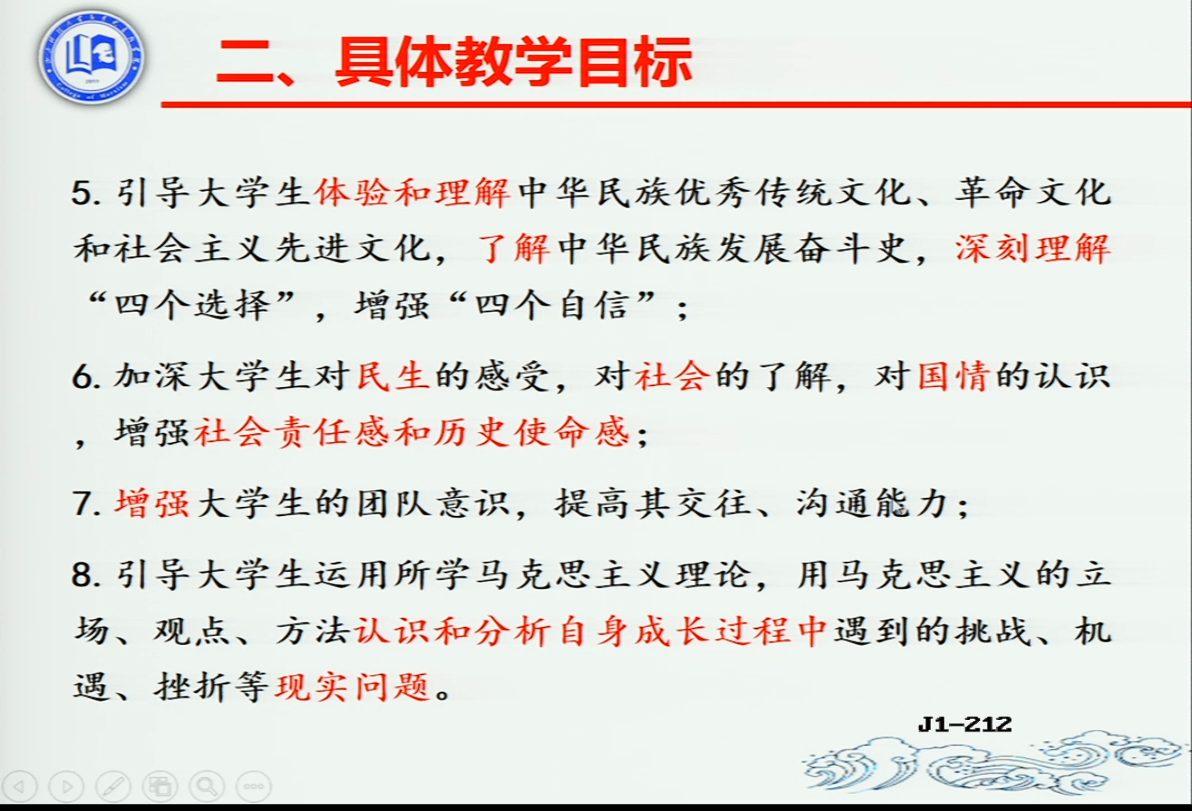 二、具体教学目标
5. 引导大学生体验和理解中华民族优秀传统文化、革命文化
和社会主义先进文化，了解中华民族发展奋斗史，深刻理解
“四个选择”，增强“四个自信”；
6. 加深大学生对民生的感受，对社会的了解，对国情的认识
，增强社会责任感和历史使命感；
7. 增强大学生的团队意识，提高其交往、沟通能力；
8. 引导大学生运用所学马克思主义理论，用马克思主义的立
场、观点、方法认识和分析自身成长过程中遇到的挑战、机
遇、挫折等现实问题。
J1-212